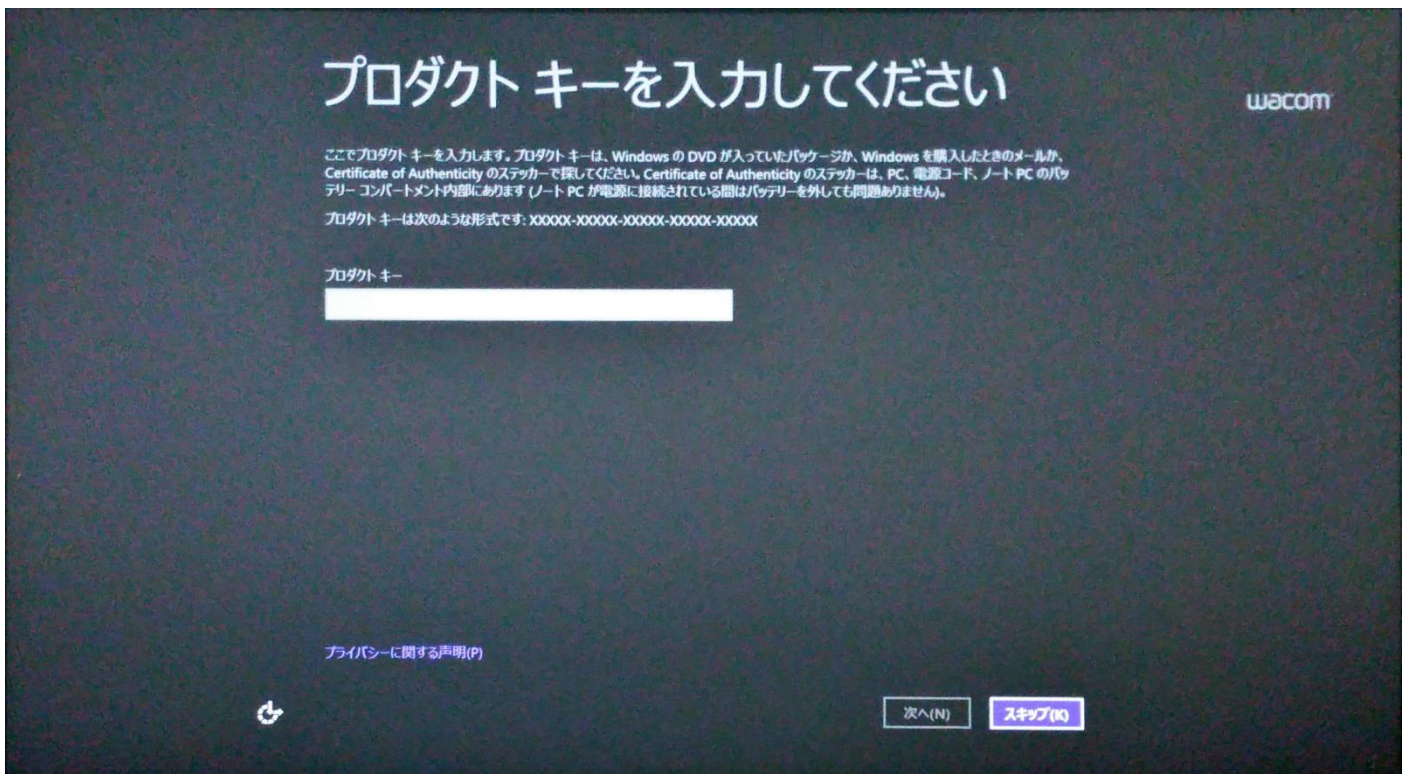 プロダクト キーを入力してください
wacom
ここでプロダクト キーを入力します。プロダクト キーは、Windows の DVD が入っていたパッケージか、Windows を購入したときのメールか、
Certificate of Authenticity のステッカーで探してください。Certificate of Authenticity のステッカーは、PC、電源コード、ノート PC のバッ
テリー コンパートメント内部にあります (ノート PC が電源に接続されている間はバッテリーを外しても問題ありません)。
プロダクト キーは次のような形式です: XXXXX-XXXXX-XXXXX-XXXXX-XXXXX
プロダクト キー
プライバシーに関する声明(P)
次へ(N)
スキップ(K)